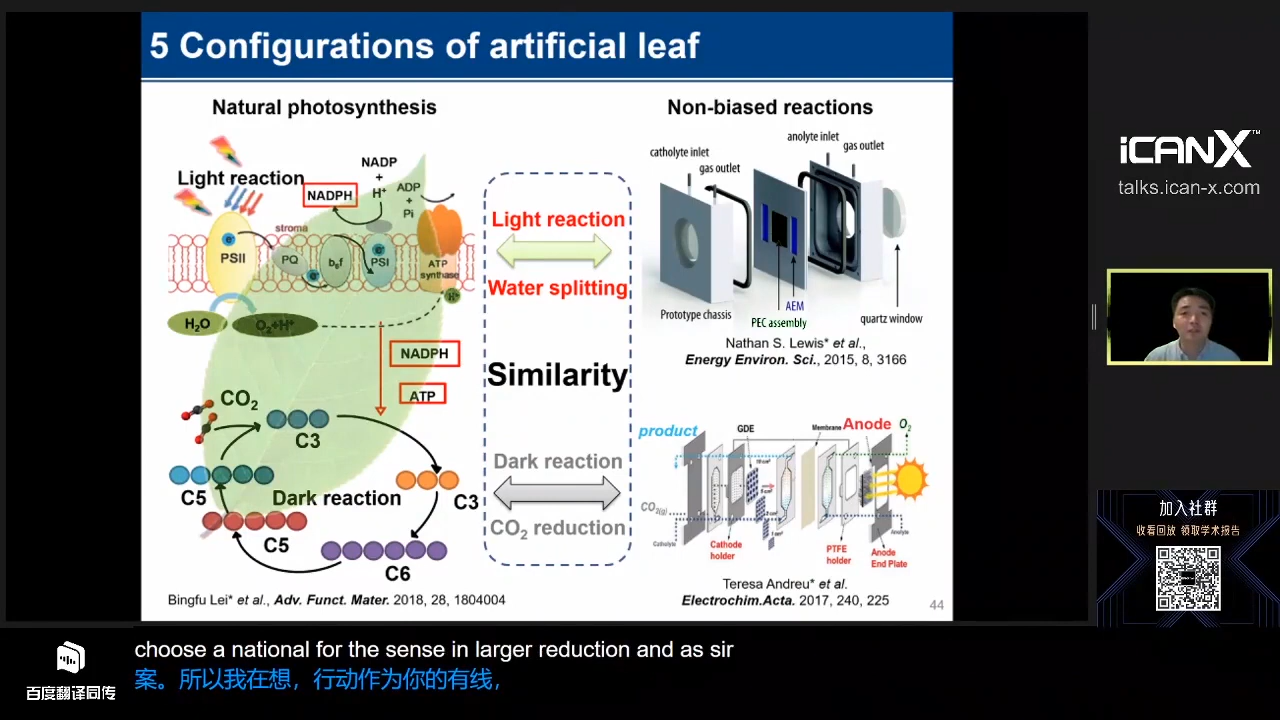 5 Configurations of artificial leaf
Natural photosynthesis
Light reaction
NADPH
NADP
+
H⁺
ADP
+
Pi
stroma
e⁻
PSII
PQ
e⁻
b₆f
e⁻
PSI
ATP
synthase
H⁺
H₂O
O₂+H⁺
NADPH
ATP
CO₂
C3
C5
Dark reaction
C3
C5
C6
Bingfu Lei* et al., Adv. Funct. Mater. 2018, 28, 1804004
Light reaction
Water splitting
Similarity
Dark reaction
CO₂ reduction
Non-biased reactions
anolyte inlet
catholyte inlet
gas outlet
gas outlet
AEM
Prototype chassis
PEC assembly
quartz window
Nathan S. Lewis* et al.,
Energy Environ. Sci., 2015, 8, 3166
product
GDE
Membrane
Anode
O₂
10 cm²
CO₂(g)
Catholyte
Anolyte
Cathode
holder
PTFE
holder
Anode
End Plate
Teresa Andreu* et al.
Electrochim.Acta. 2017, 240, 225
44
iCANX™
talks.ican-x.com
加入社群
收看回放 领取学术报告
百度翻译同传
choose a national for the sense in larger reduction and as sir
案。所以我在想，行动作为你的有线，